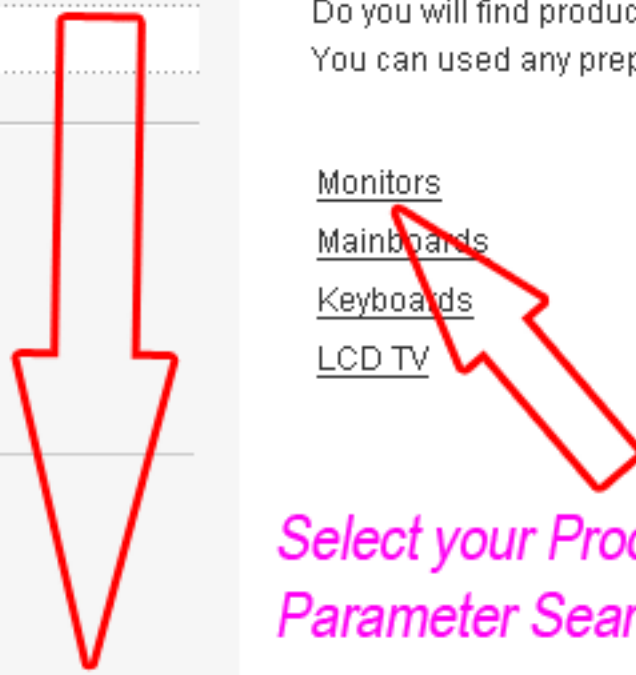 Do you will find produc
You can used any prep
Monitors
Mainboards
Keyboards
LCD TV
Select your Prod
Parameter Sear